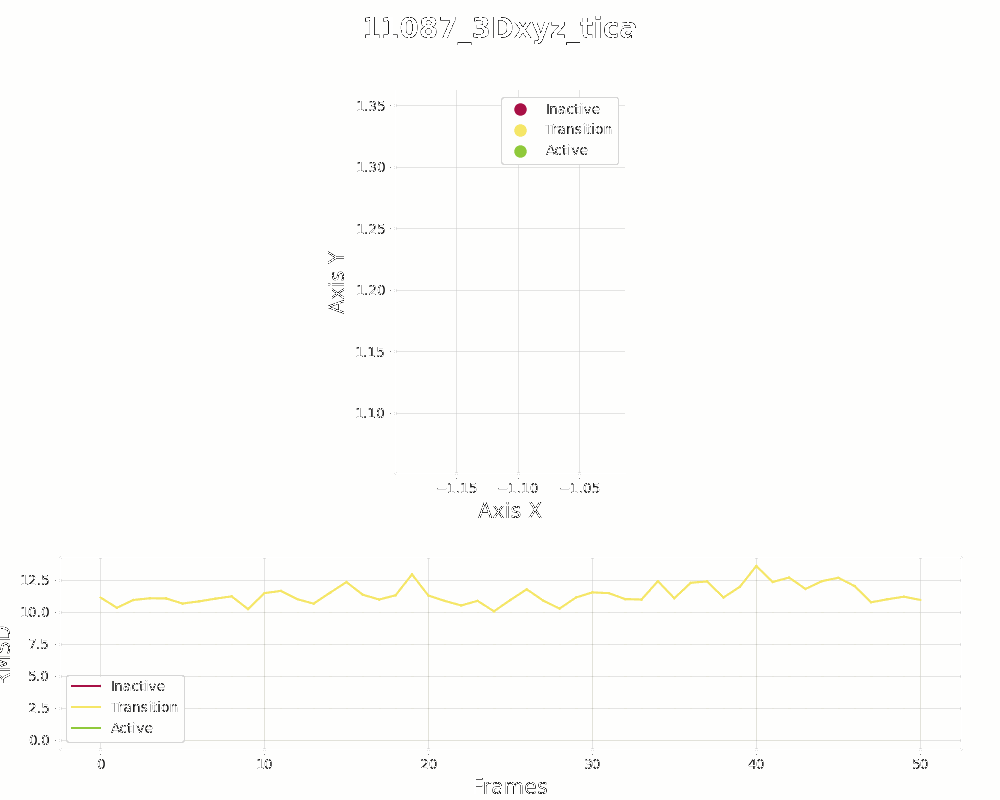 11087_3Dxyz_tica
1.35
1.30
1.25
1.20
1.15
1.10
Axis Y
Inactive
Transition
Active
−1.15 −1.10 −1.05
Axis X
12.5
10.0
7.5
5.0
2.5
0.0
RMSD
Inactive
Transition
Active
0 10 20 30 40 50
Frames